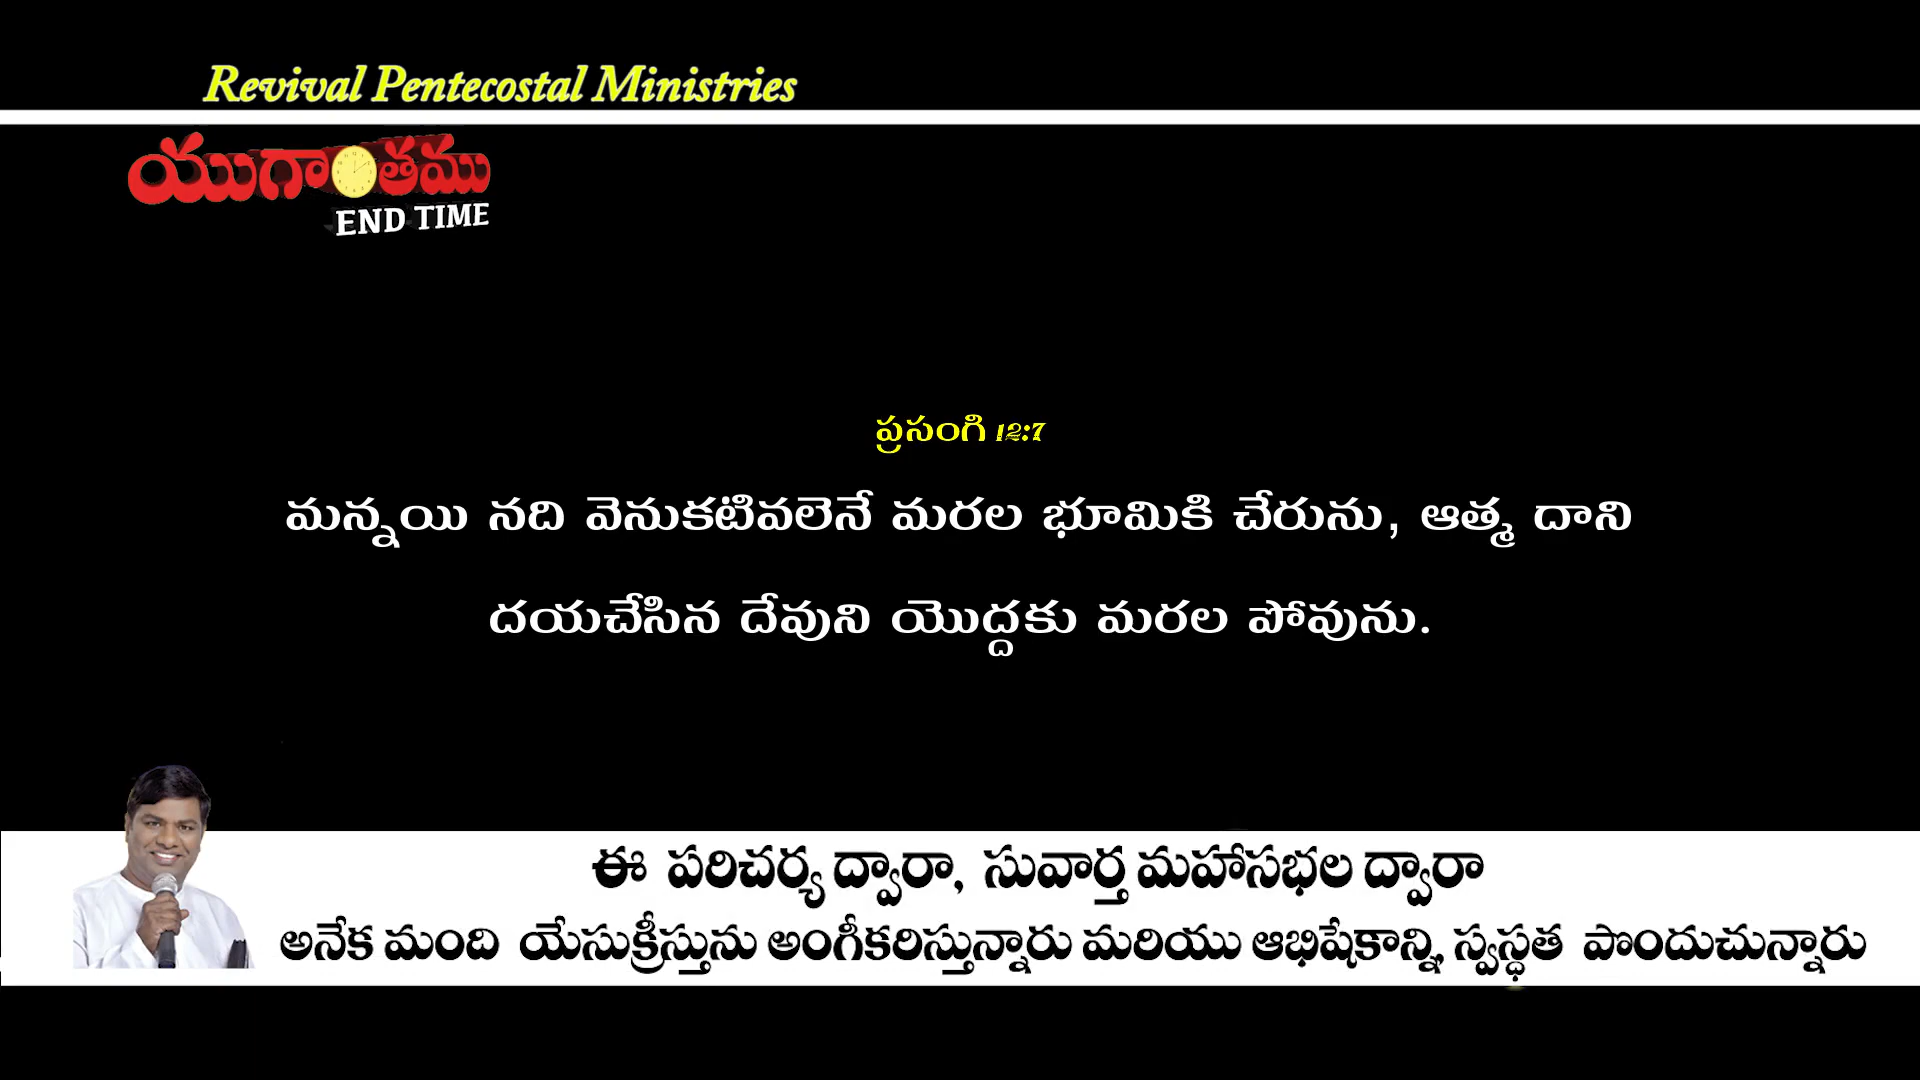 Revival Pentecostal Ministries
యుగాంతము
END TIME
ప్రసంగి 12:7
మన్నయి నది వెనుకటివలెనే మరల భూమికి చేరును, ఆత్మ దాని
దయచేసిన దేవుని యొద్దకు మరల పోవును.
ఈ పరిచర్య ద్వారా, సువార్త మహాసభల ద్వారా
అనేక మంది యేసుక్రీస్తును అంగీకరిస్తున్నారు మరియు ఆభిషేకాన్ని, స్వస్థత పొందుచున్నారు